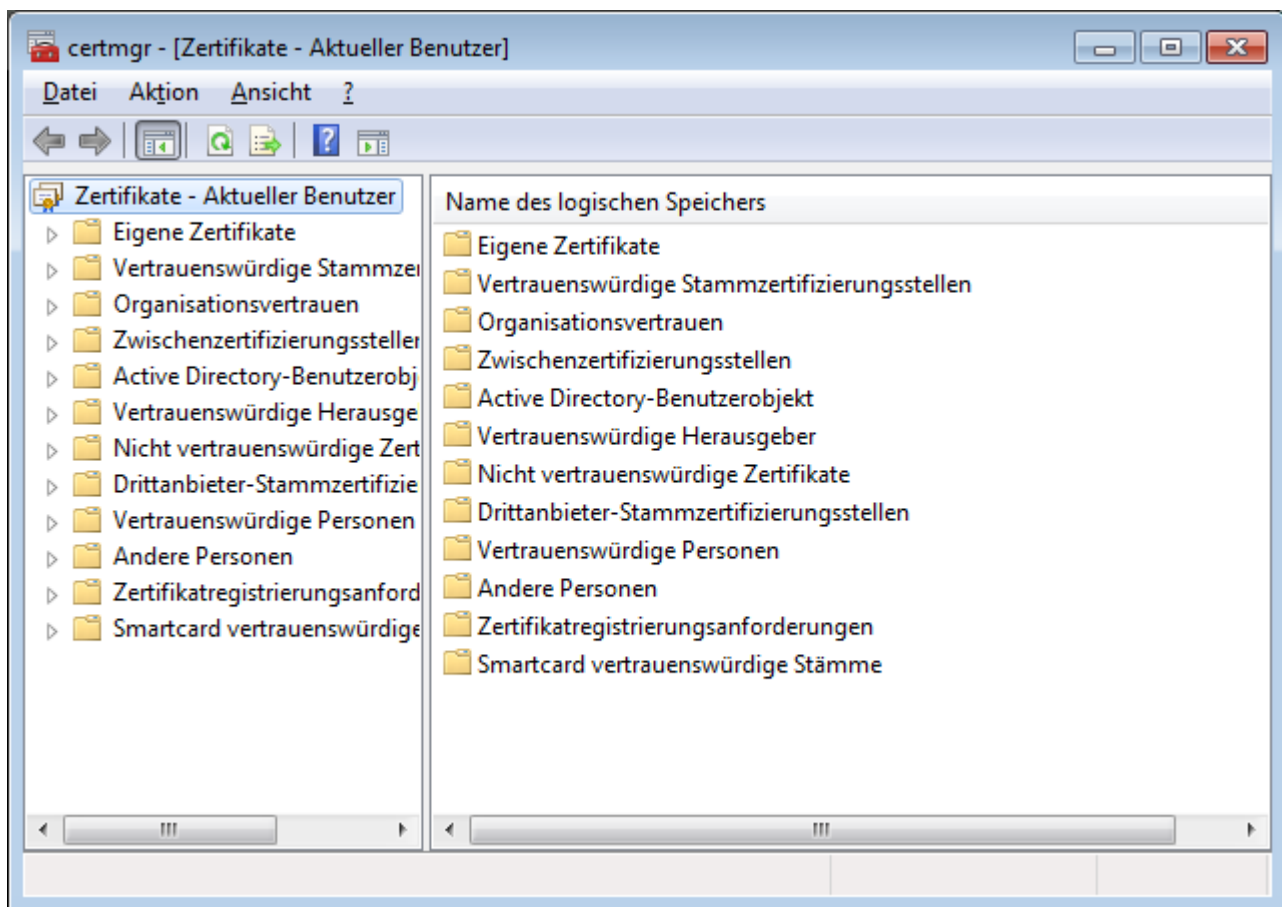 certmgr - [Zertifikate - Aktueller Benutzer]
Datei Aktion Ansicht ?
Zertifikate - Aktueller Benutzer
Eigene Zertifikate
Vertrauenswürdige Stammzer
Organisationsvertrauen
Zwischenzertifizierungsstellen
Active Directory-Benutzerobj
Vertrauenswürdige Herausge
Nicht vertrauenswürdige Zert
Drittanbieter-Stammzertifizie
Vertrauenswürdige Personen
Andere Personen
Zertifikatregistrierungsanford
Smartcard vertrauenswürdige
Name des logischen Speichers
Eigene Zertifikate
Vertrauenswürdige Stammzertifizierungsstellen
Organisationsvertrauen
Zwischenzertifizierungsstellen
Active Directory-Benutzerobjekt
Vertrauenswürdige Herausgeber
Nicht vertrauenswürdige Zertifikate
Drittanbieter-Stammzertifizierungsstellen
Vertrauenswürdige Personen
Andere Personen
Zertifikatregistrierungsanforderungen
Smartcard vertrauenswürdige Stämme